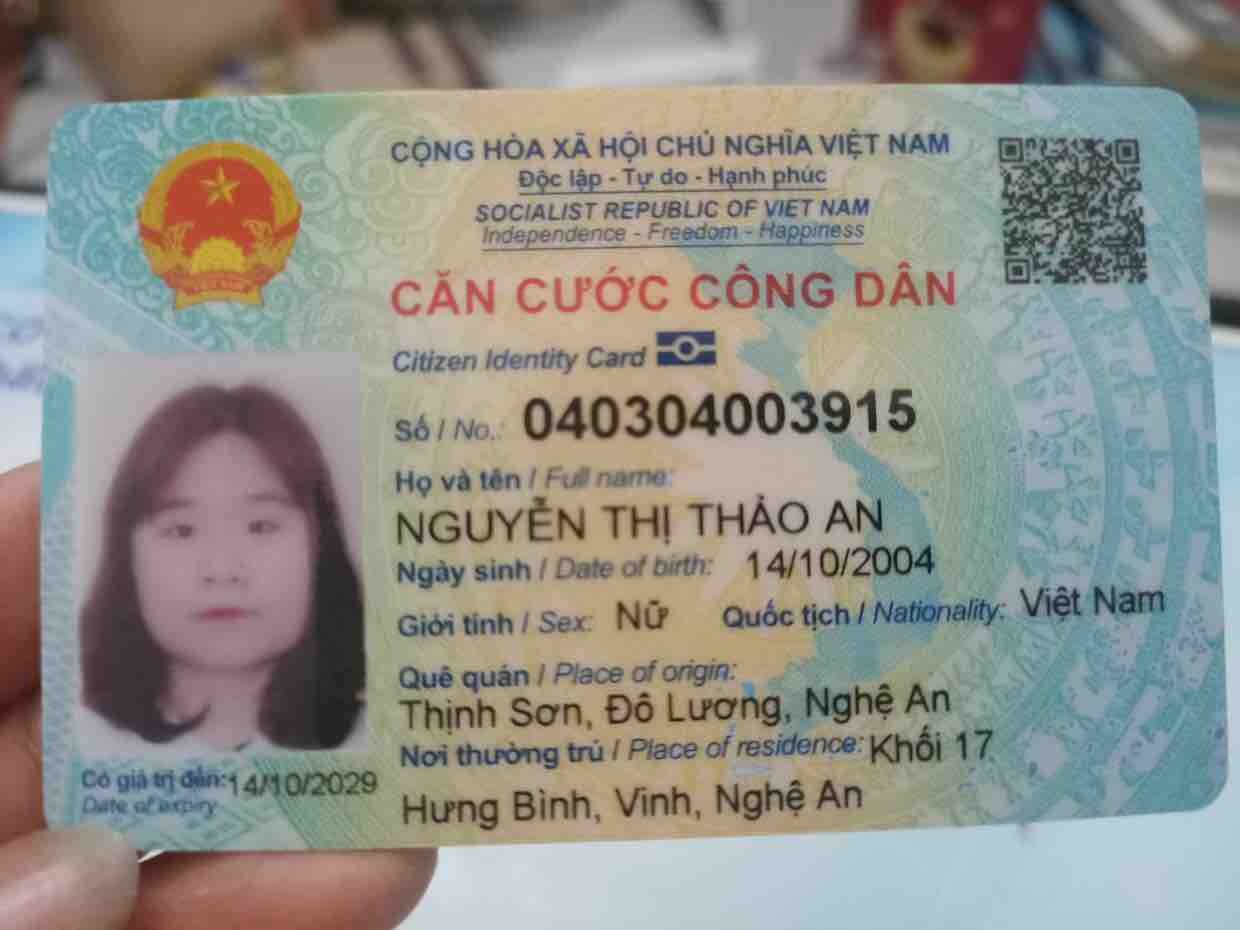 CỘNG HÒA XÃ HỘI CHỦ NGHĨA VIỆT NAM
Độc lập - Tự do - Hạnh phúc
SOCIALIST REPUBLIC OF VIET NAM
Independence - Freedom - Happiness
CĂN CƯỚC CÔNG DÂN
Citizen Identity Card
Số / No.: 040304003915
Họ và tên / Full name:
NGUYỄN THỊ THẢO AN
Ngày sinh / Date of birth: 14/10/2004
Giới tính / Sex: Nữ Quốc tịch / Nationality: Việt Nam
Quê quán / Place of origin:
Thịnh Sơn, Đô Lương, Nghệ An
Nơi thường trú / Place of residence: Khối 17
Hưng Bình, Vinh, Nghệ An
Có giá trị đến: 14/10/2029
Date of expiry